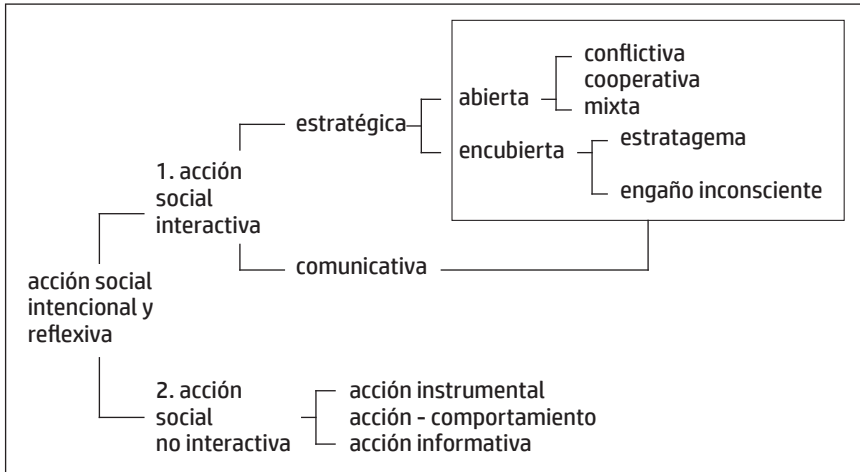 conflictiva
cooperativa
mixta
abierta
estratégica
encubierta
estratagema
engaño inconsciente
1. acción
social
interactiva
comunicativa
acción social
intencional y
reflexiva
2. acción
social
no interactiva
acción instrumental
acción - comportamiento
acción informativa